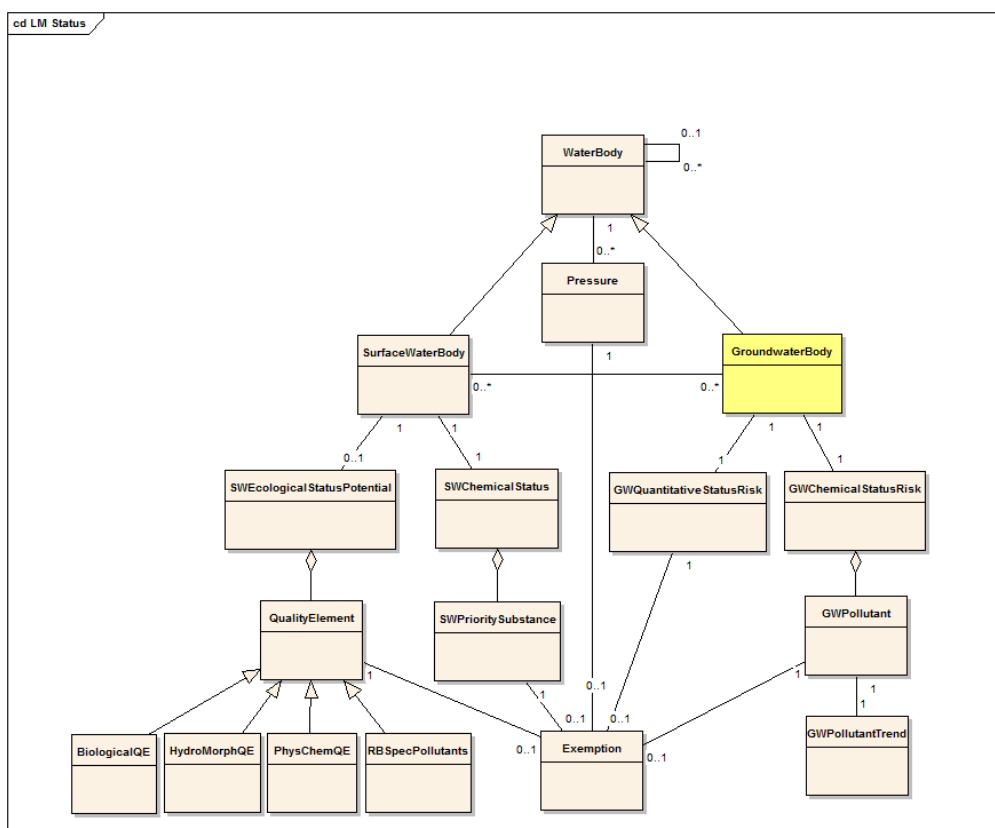 cd LM Status
0..1
WaterBody
0..*
1
0..*
Pressure
SurfaceWaterBody
GroundwaterBody
1
0..*
0..*
1
1
1
1
0..1
1
1
1
SWEcologicalStatusPotential
SWChemicalStatus
GWQuantitativeStatusRisk
GWChemicalStatusRisk
1
QualityElement
SWPrioritySubstance
GWPollutant
1
1
1
1
0..1
1
0..1
0..1
BiologicalQE
HydroMorphQE
PhysChemQE
RBSpecPollutants
0..1
Exemption
0..1
GWPollutantTrend